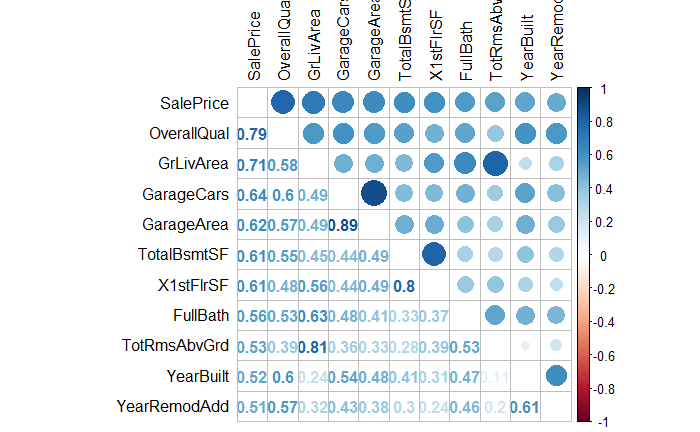 SalePrice OverallQual GrLivArea GarageCars GarageArea TotalBsmtSF X1stFlrSF FullBath TotRmsAbvGrd YearBuilt YearRemod
SalePrice
OverallQual 0.79
GrLivArea 0.71 0.58
GarageCars 0.64 0.6 0.49
GarageArea 0.62 0.57 0.49 0.89
TotalBsmtSF 0.61 0.55 0.45 0.44 0.49
X1stFlrSF 0.61 0.48 0.56 0.44 0.49 0.8
FullBath 0.56 0.53 0.63 0.48 0.41 0.33 0.37
TotRmsAbvGrd 0.53 0.39 0.81 0.36 0.33 0.28 0.39 0.53
YearBuilt 0.52 0.6 0.24 0.54 0.48 0.41 0.31 0.47 0.11
YearRemodAdd 0.51 0.57 0.32 0.43 0.38 0.3 0.24 0.46 0.2 0.61
1
0.8
0.6
0.4
0.2
0
-0.2
-0.4
-0.6
-0.8
-1